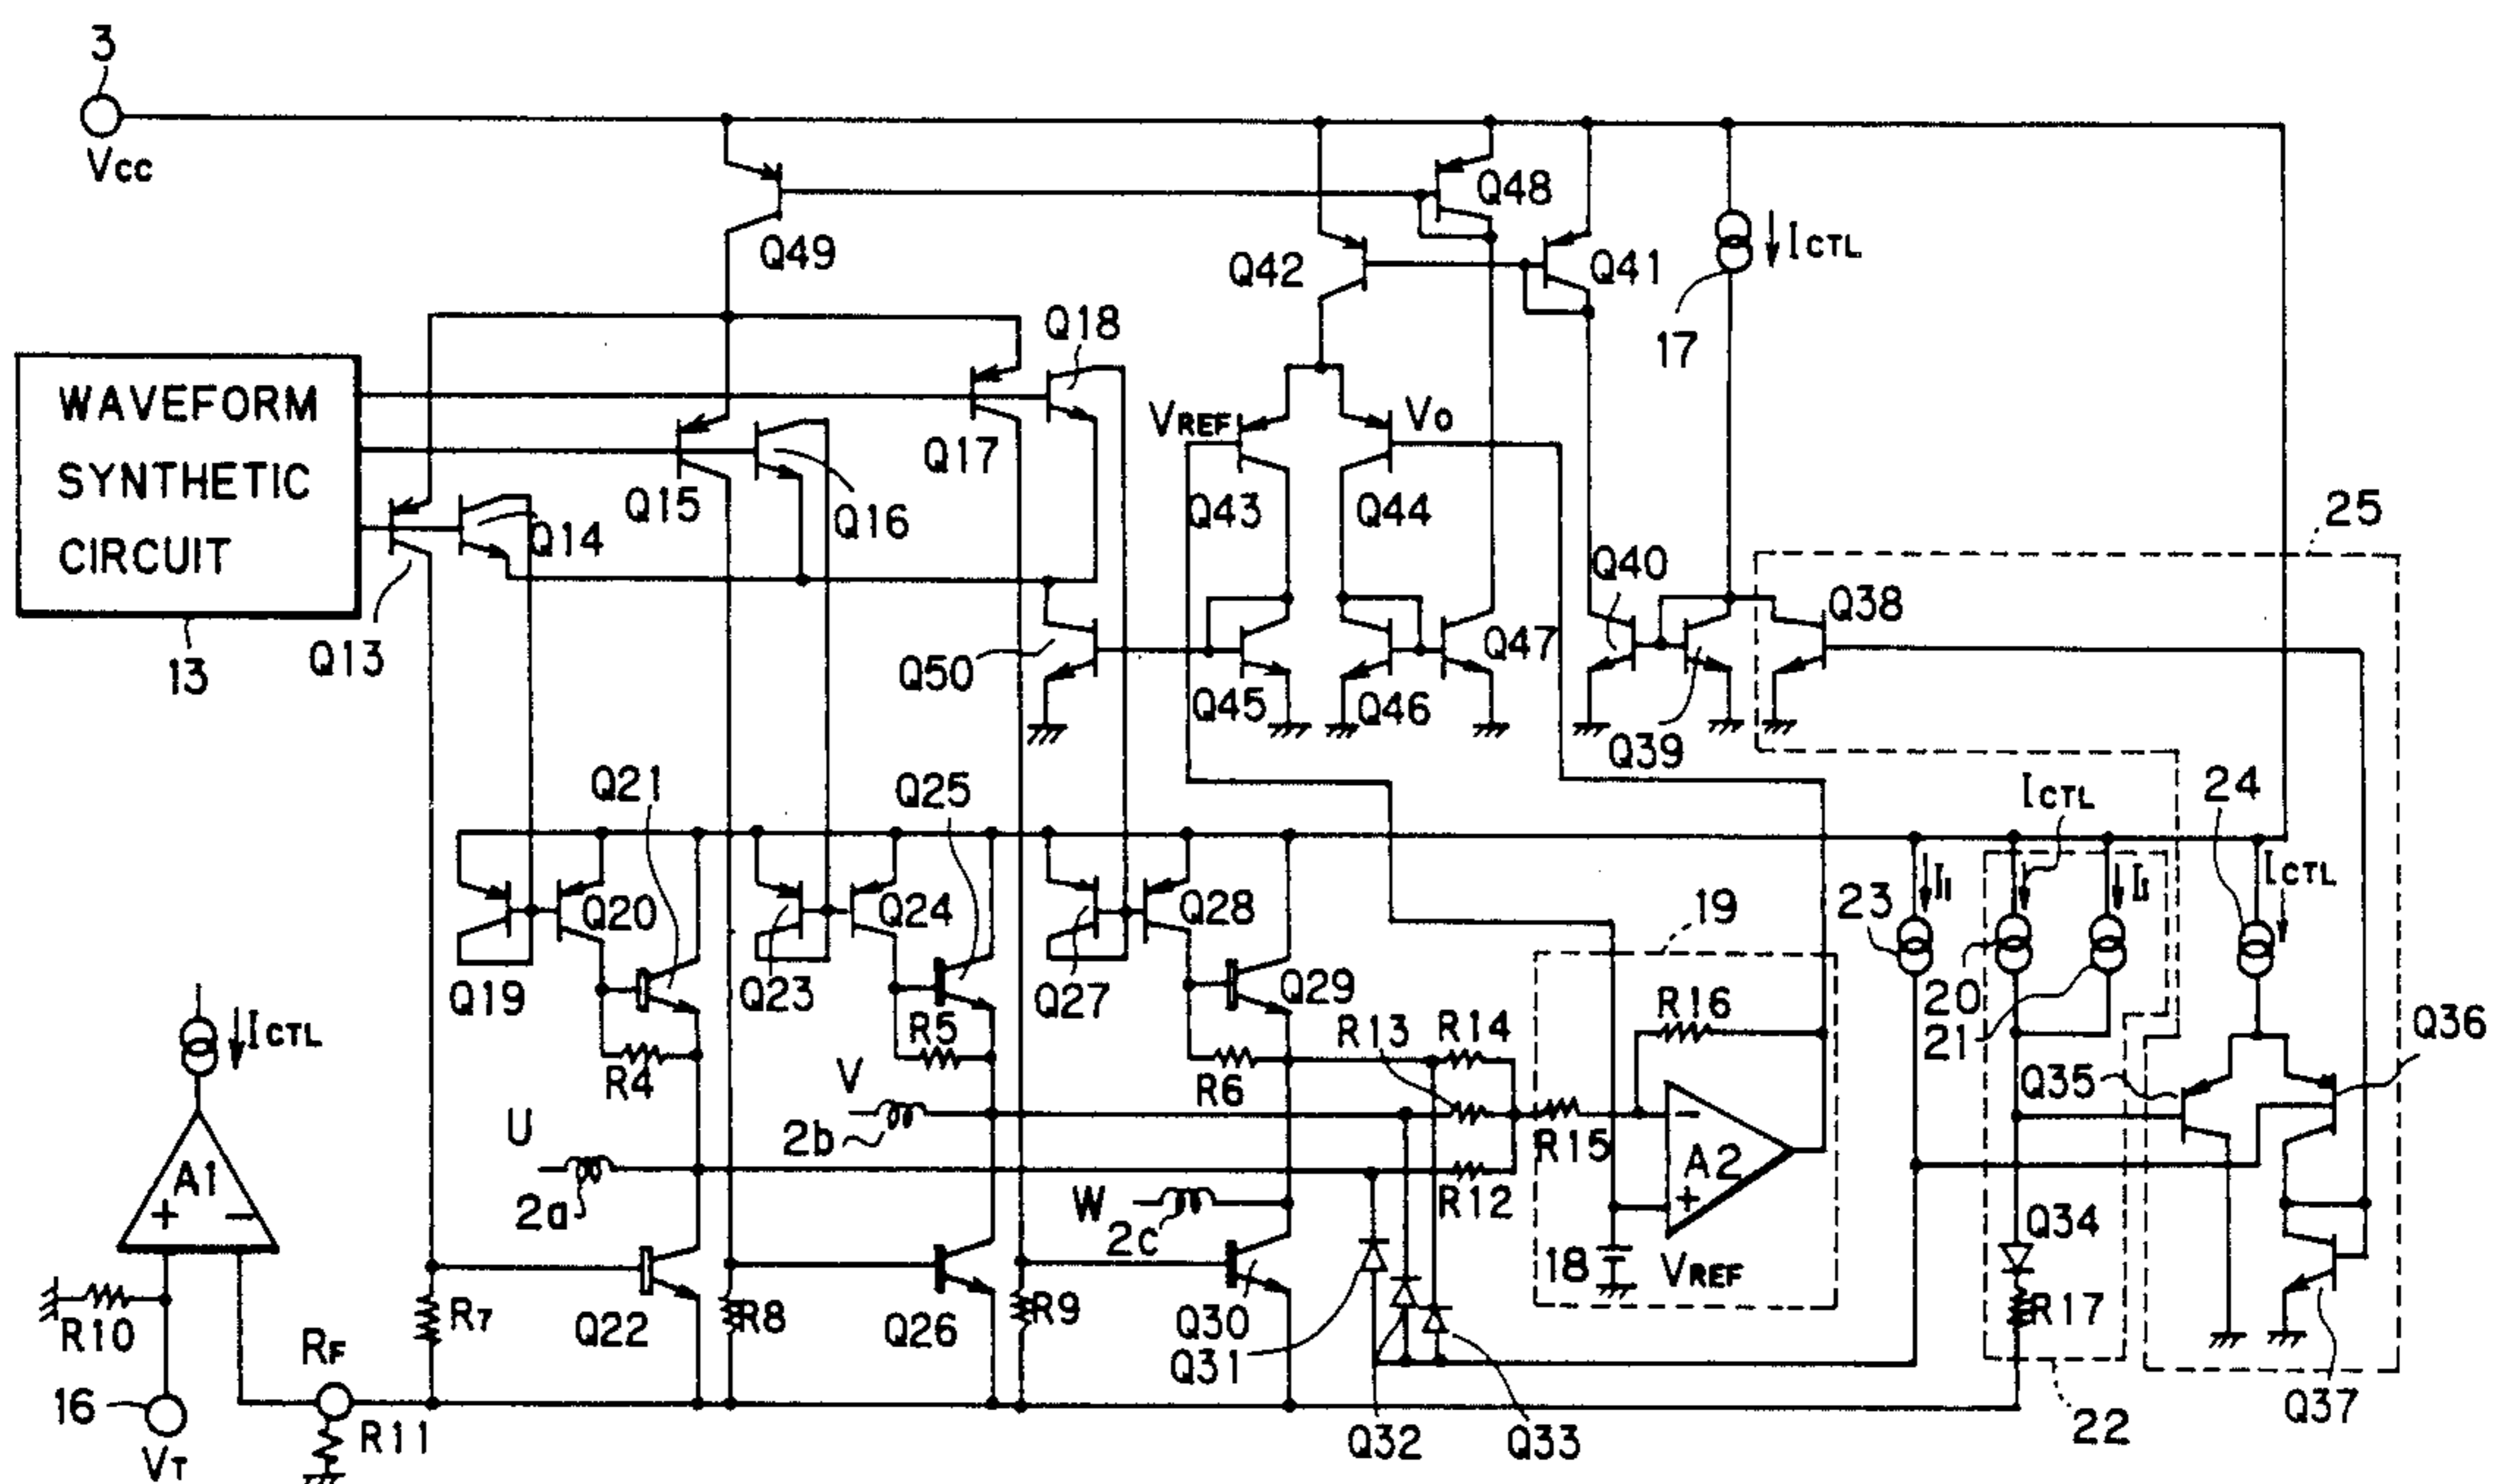 3
Vcc
Q49
Q48
Q42
Q41
ICTL
17
Q18
WAVEFORM
SYNTHETIC
CIRCUIT
13
Q13
Q14
Q15
Q16
Q17
VREF
Vo
Q43
Q44
25
Q40
Q38
Q50
Q45
Q46
Q47
Q39
Q21
Q25
ICTL
24
Q20
Q24
Q28
19
23
I1
I1
ICTL
Q19
Q23
Q27
Q29
20
21
R16
Q36
ICTL
R4
R5
R6
R13
R14
Q35
V
2b
U
2a
W
2c
R15
R12
A2
-
+
A1
+ -
Q34
18
VREF
R10
R7
Q22
R8
Q26
R9
Q30
Q31
R17
RF
R11
16
VT
Q32
Q33
22
Q37